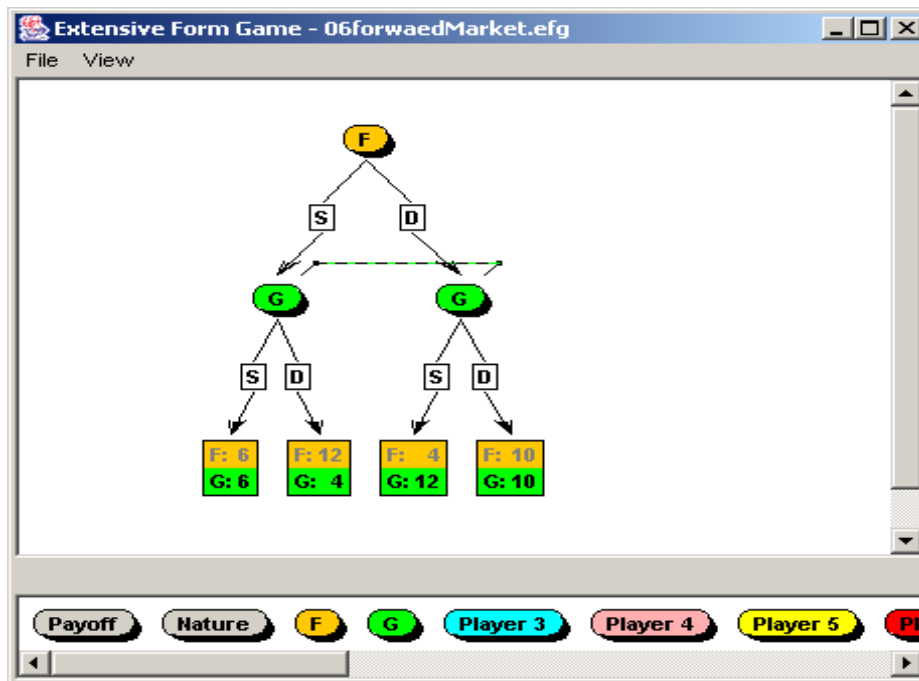 Extensive Form Game - 06forwaedMarket.efg
File View
F
S D
G G
S D S D
F: 6 F: 12 F: 4 F: 10
G: 6 G: 4 G: 12 G: 10
Payoff Nature F G Player 3 Player 4 Player 5 Pl